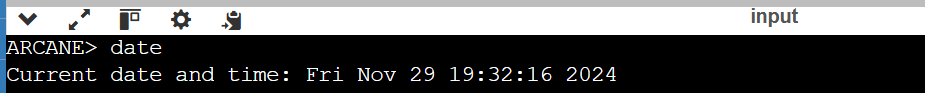 input
ARCANE> date
Current date and time: Fri Nov 29 19:32:16 2024